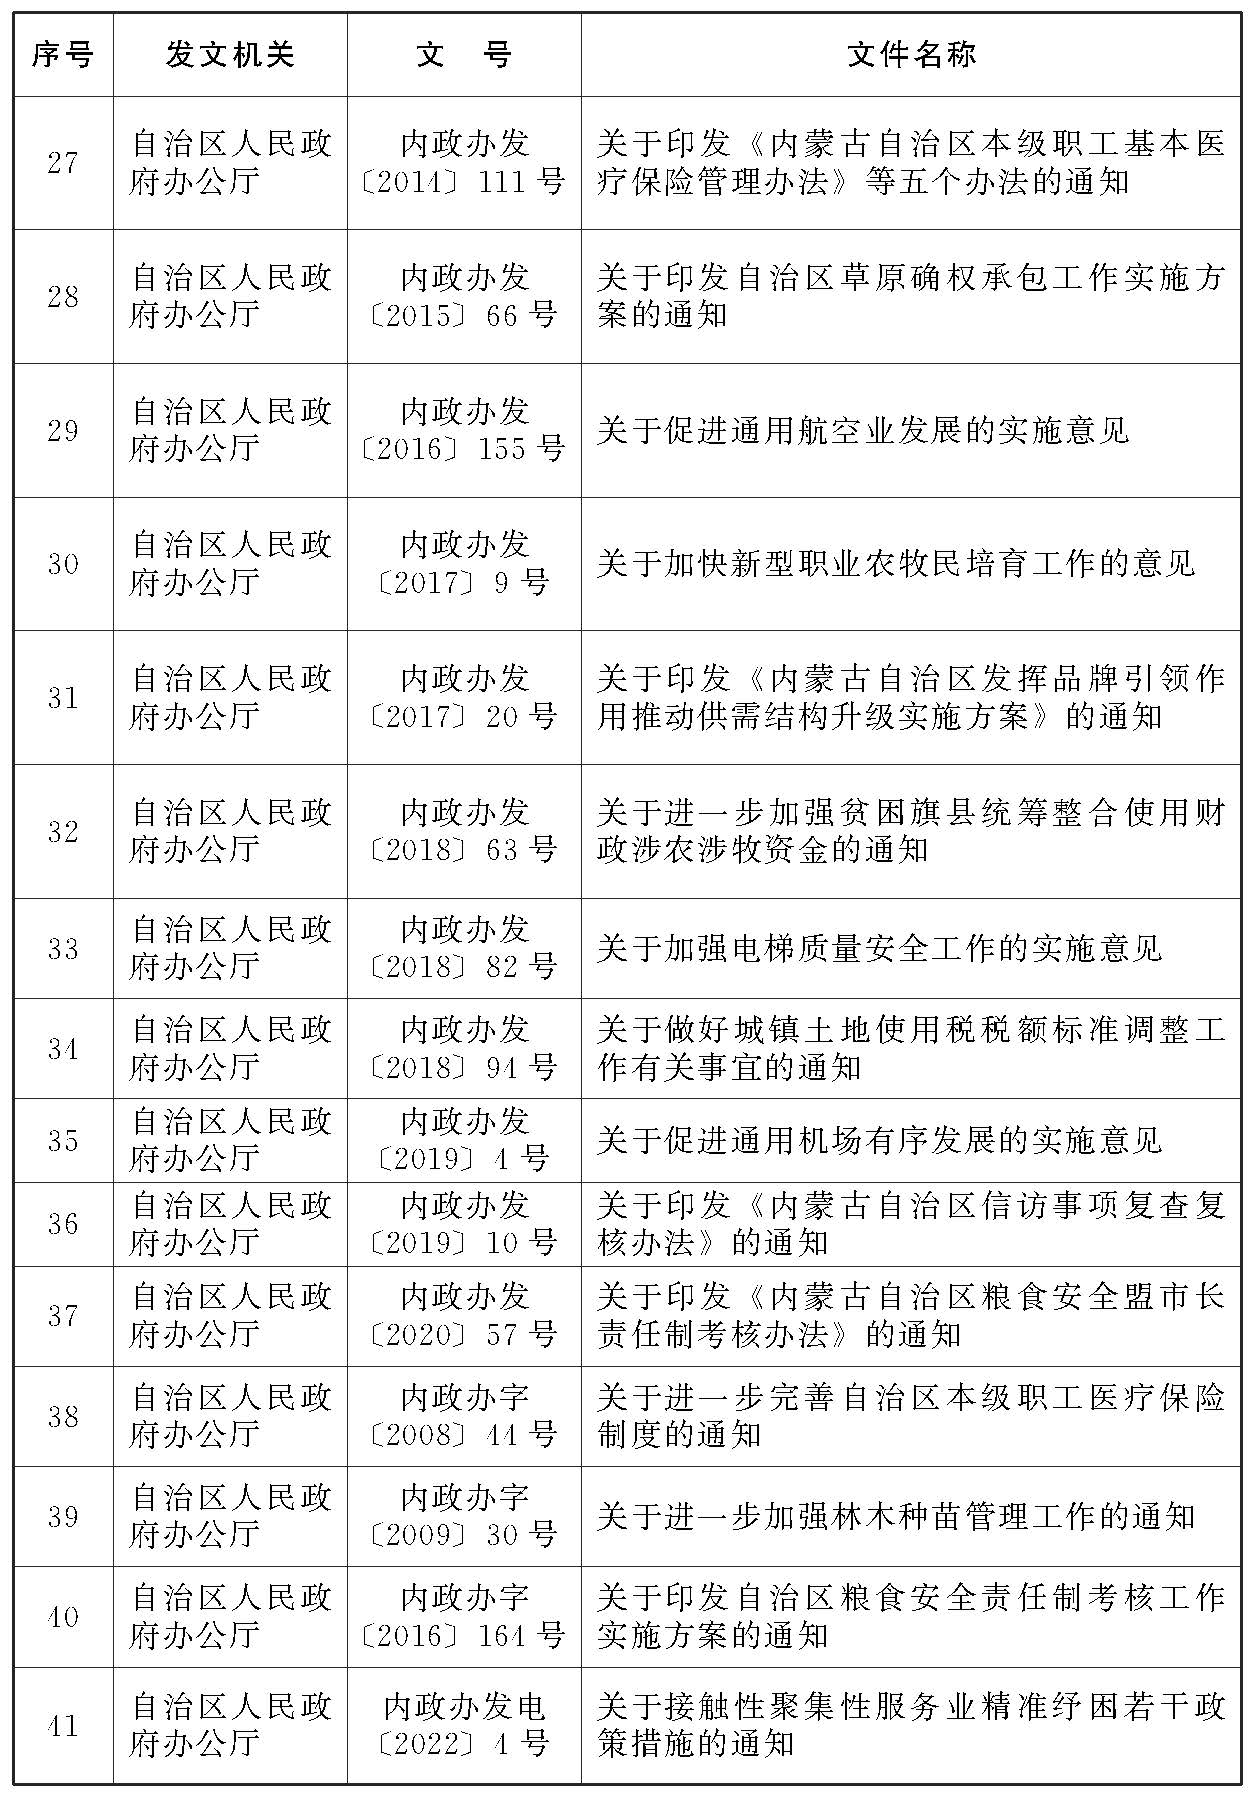 序号 发文机关 文 号 文件名称
27 自治区人民政府办公厅 内政办发〔2014〕111号 关于印发《内蒙古自治区本级职工基本医疗保险管理办法》等五个办法的通知
28 自治区人民政府办公厅 内政办发〔2015〕66号 关于印发自治区草原确权承包工作实施方案的通知
29 自治区人民政府办公厅 内政办发〔2016〕155号 关于促进通用航空业发展的实施意见
30 自治区人民政府办公厅 内政办发〔2017〕9号 关于加快新型职业农牧民培育工作的意见
31 自治区人民政府办公厅 内政办发〔2017〕20号 关于印发《内蒙古自治区发挥品牌引领作用推动供需结构升级实施方案》的通知
32 自治区人民政府办公厅 内政办发〔2018〕63号 关于进一步加强贫困旗县统筹整合使用财政涉农涉牧资金的通知
33 自治区人民政府办公厅 内政办发〔2018〕82号 关于加强电梯质量安全工作的实施意见
34 自治区人民政府办公厅 内政办发〔2018〕94号 关于做好城镇土地使用税税额标准调整工作有关事宜的通知
35 自治区人民政府办公厅 内政办发〔2019〕4号 关于促进通用机场有序发展的实施意见
36 自治区人民政府办公厅 内政办发〔2019〕10号 关于印发《内蒙古自治区信访事项复查复核办法》的通知
37 自治区人民政府办公厅 内政办发〔2020〕57号 关于印发《内蒙古自治区粮食安全盟市长责任制考核办法》的通知
38 自治区人民政府办公厅 内政办字〔2008〕44号 关于进一步完善自治区本级职工医疗保险制度的通知
39 自治区人民政府办公厅 内政办字〔2009〕30号 关于进一步加强林木种苗管理工作的通知
40 自治区人民政府办公厅 内政办字〔2016〕164号 关于印发自治区粮食安全责任制考核工作实施方案的通知
41 自治区人民政府办公厅 内政办发电〔2022〕4号 关于接触性聚集性服务业精准纾困若干政策措施的通知